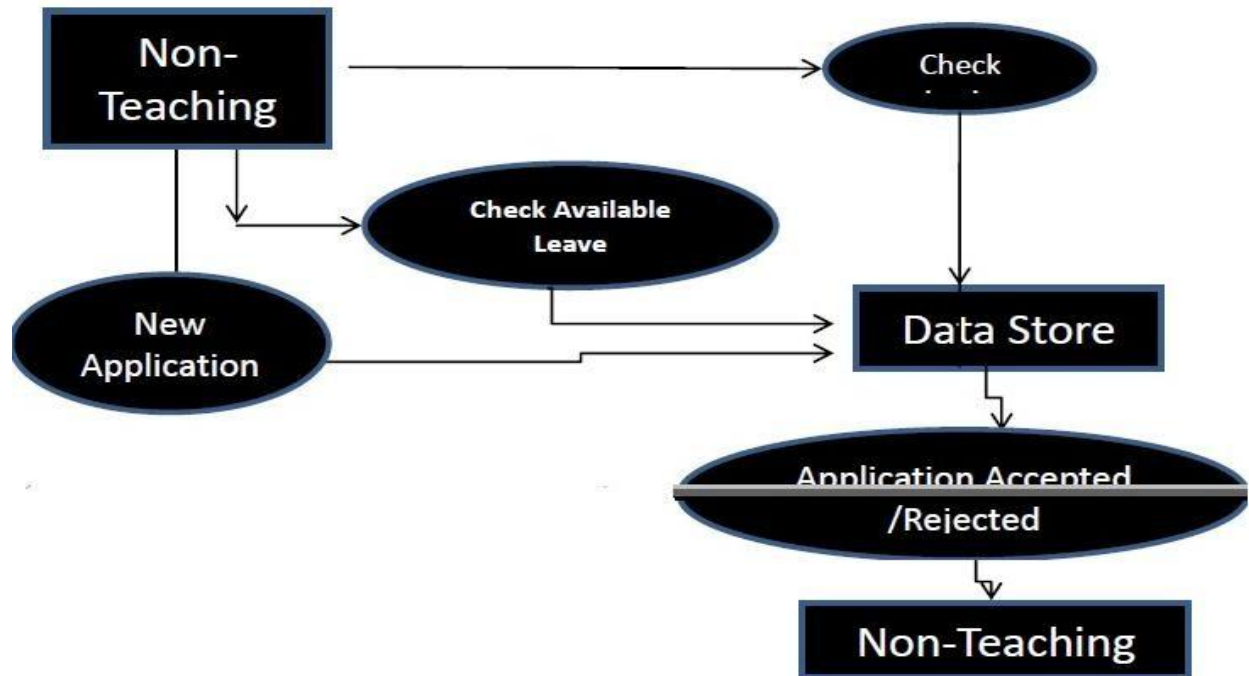 Non-
Teaching
Check
Check Available
Leave
New
Application
Data Store
Application Accepted
/Rejected
Non-Teaching